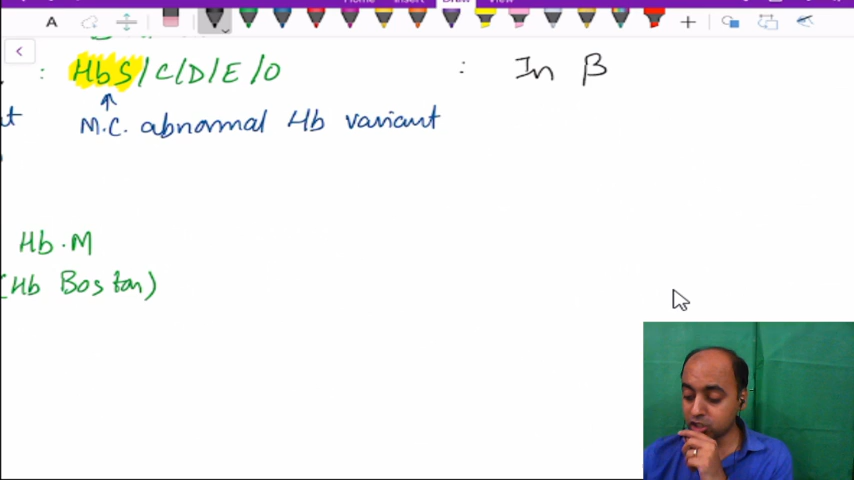 Home Insert Draw View
: HbS/C/D/E/O : In β
M.C. abnormal Hb variant
Hb.M
(Hb Boston)